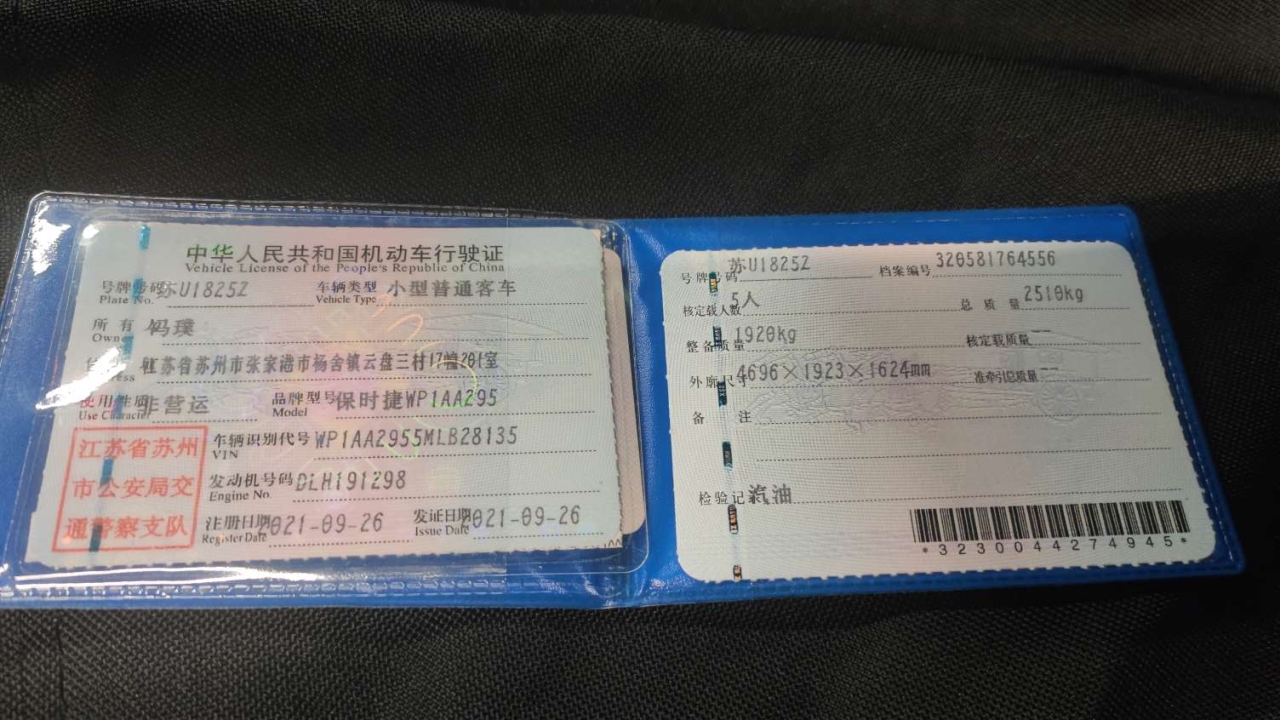 中华人民共和国机动车行驶证
Vehicle License of the People's Republic of China
号牌号码 苏U1825Z 车辆类型 小型普通客车
Plate No. Vehicle Type
所有 钨璞
Owner
江苏省苏州市张家港市杨舍镇云盘三村17幢201室
使用性质 非营运 品牌型号 保时捷WP1AA295
Use Character Model
车辆识别代号 WP1AA2955MLB28135
VIN
发动机号码 DLH191298
Engine No.
注册日期 2021-09-26 发证日期 2021-09-26
Register Date Issue Date
江苏省苏州
市公安局交
通警察支队
号牌号码 苏U1825Z 档案编号 320581764556
核定载人数 5人 总质量 2510kg
整备质量 1920kg 核定载质量 --
外廓尺寸 4696×1923×1624mm 准牵引总质量 --
备注
检验记 汽油
*3230044274945*